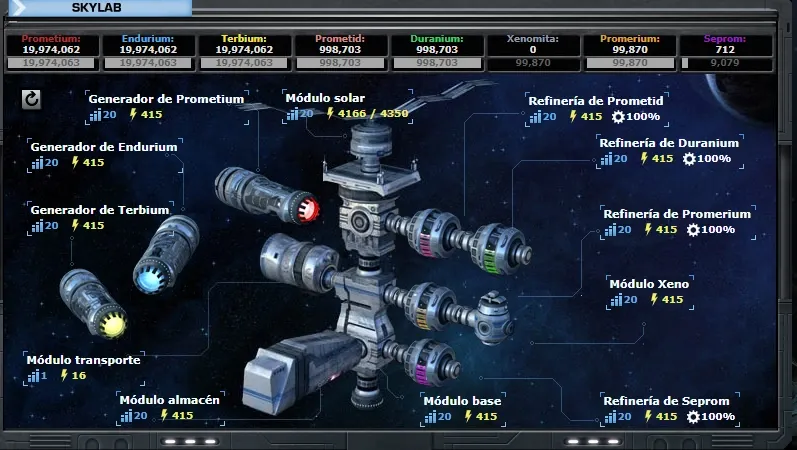 SKYLAB
Prometium: Endurium: Terbium: Prometid: Duranium: Xenomita: Promerium: Seprom:
19,974,062 19,974,062 19,974,062 998,703 998,703 0 99,870 712
19,974,063 19,974,063 19,974,063 998,703 998,703 99,870 99,870 9,079
Generador de Prometium
20 415
Módulo solar
20 4166 / 4350
Refinería de Prometid
20 415 100%
Generador de Endurium
20 415
Refinería de Duranium
20 415 100%
Generador de Terbium
20 415
Refinería de Promerium
20 415 100%
Módulo Xeno
20 415
Módulo transporte
1 16
Módulo almacén
20 415
Módulo base
20 415
Refinería de Seprom
20 415 100%